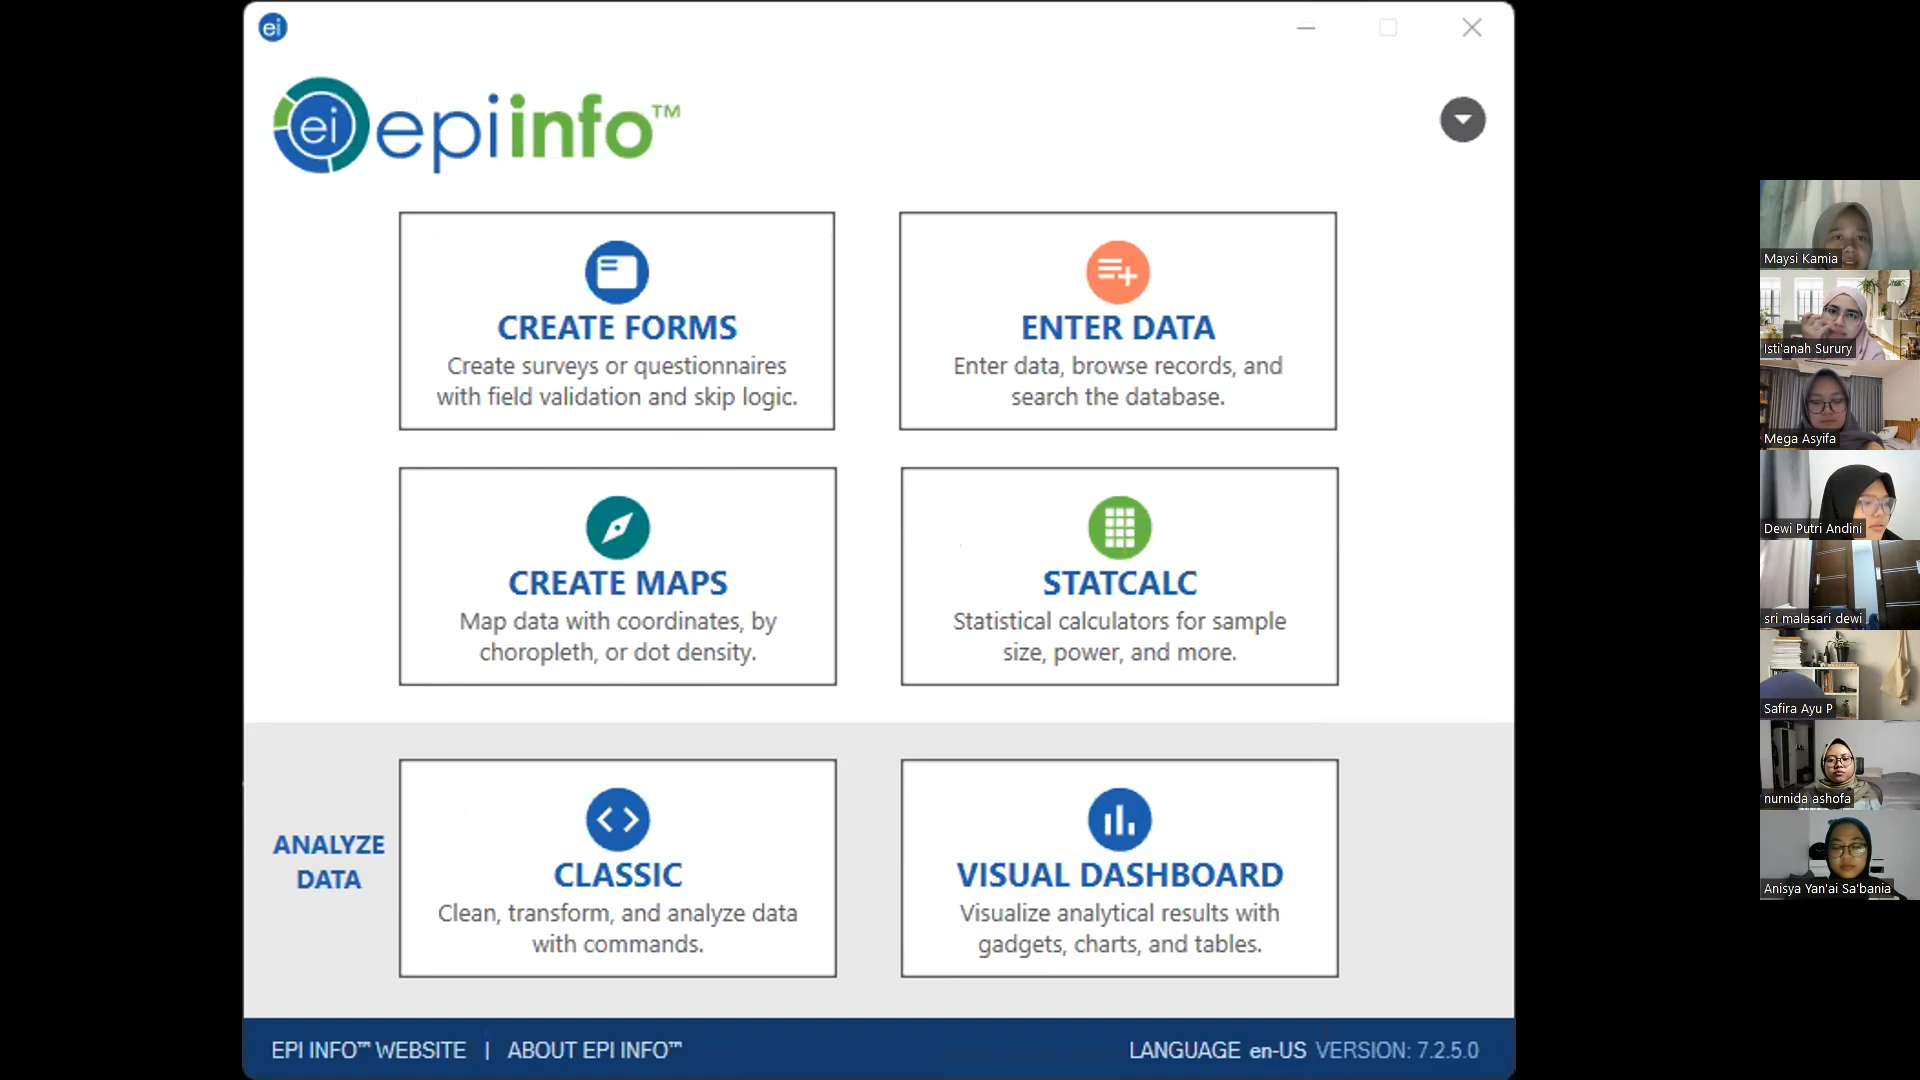 ei
ei epi info™
CREATE FORMS
Create surveys or questionnaires
with field validation and skip logic.
ENTER DATA
Enter data, browse records, and
search the database.
CREATE MAPS
Map data with coordinates, by
choropleth, or dot density.
STATCALC
Statistical calculators for sample
size, power, and more.
ANALYZE
DATA
CLASSIC
Clean, transform, and analyze data
with commands.
VISUAL DASHBOARD
Visualize analytical results with
gadgets, charts, and tables.
EPI INFO™ WEBSITE | ABOUT EPI INFO™
LANGUAGE en-US VERSION: 7.2.5.0
Maysi Kamia
Isti'anah Surury
Mega Asyifa
Dewi Putri Andini
sri malasari dewi
Safira Ayu P
nurnida ashofa
Anisya Yan'ai Sa'bania